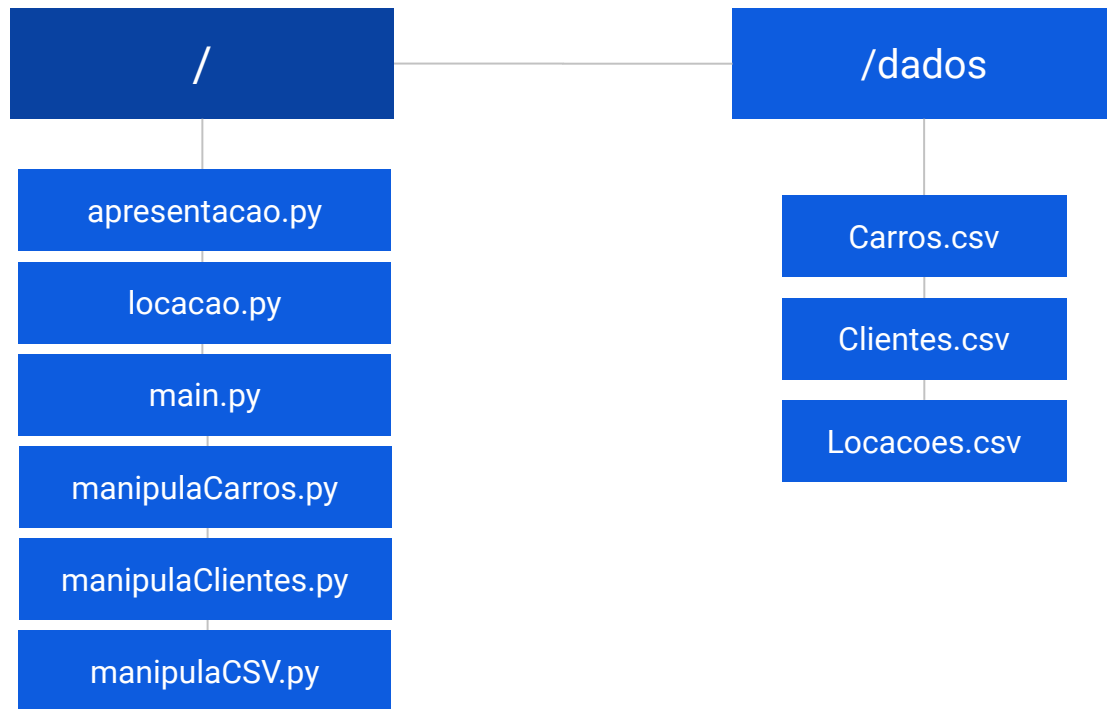 /
/dados
apresentacao.py
locacao.py
main.py
manipulaCarros.py
manipulaClientes.py
manipulaCSV.py
Carros.csv
Clientes.csv
Locacoes.csv